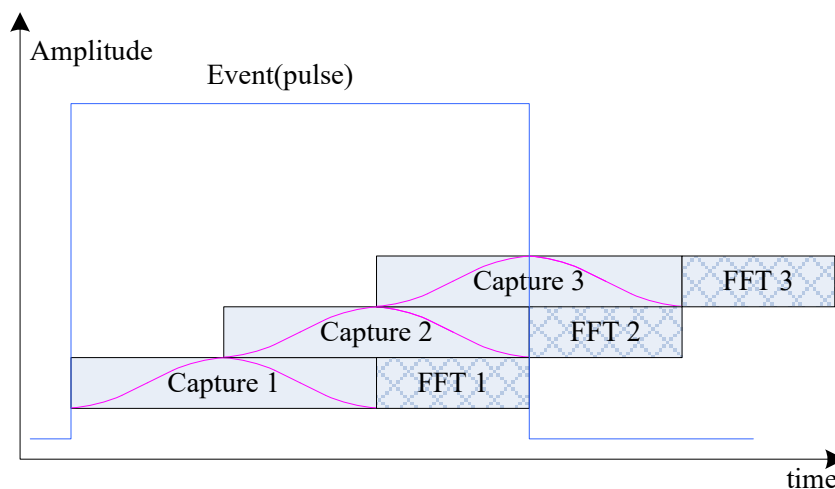 Amplitude
Event(pulse)
Capture 3
FFT 3
Capture 2
FFT 2
Capture 1
FFT 1
time